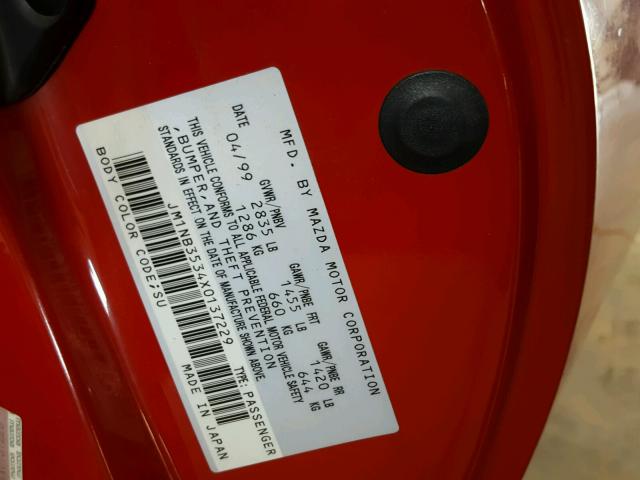 MFD. BY MAZDA MOTOR CORPORATION
DATE GVWR/PNBV GAWR/PNBE FRT GAWR/PNBE RR
04/99 2835 LB 1455 LB 1420 LB
1286 KG 660 KG 644 KG
THIS VEHICLE CONFORMS TO ALL APPLICABLE FEDERAL MOTOR VEHICLE SAFETY
,BUMPER, AND THEFT PREVENTION
STANDARDS IN EFFECT ON THE DATE OF MANUFACTURE SHOWN ABOVE.
JM1NB3534X0137229 TYPE: PASSENGER
BODY COLOR CODE;SU MADE IN JAPAN